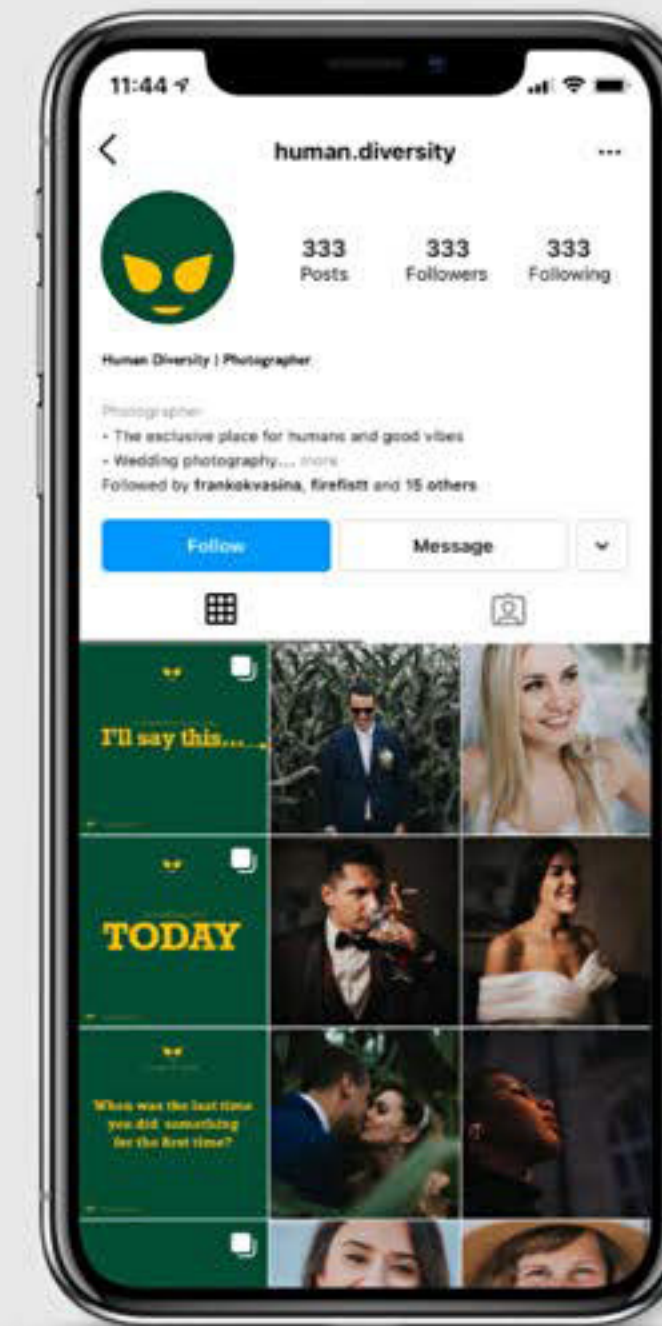 11:44
human.diversity
333 333 333
Posts Followers Following
Human Diversity | Photographer
Photographer
- The exclusive place for humans and good vibes
- Wedding photography... more
Followed by frankokvasina, firefistt and 15 others
Follow Message
I'll say this...
TODAY
When was the last time
you did something
for the first time?